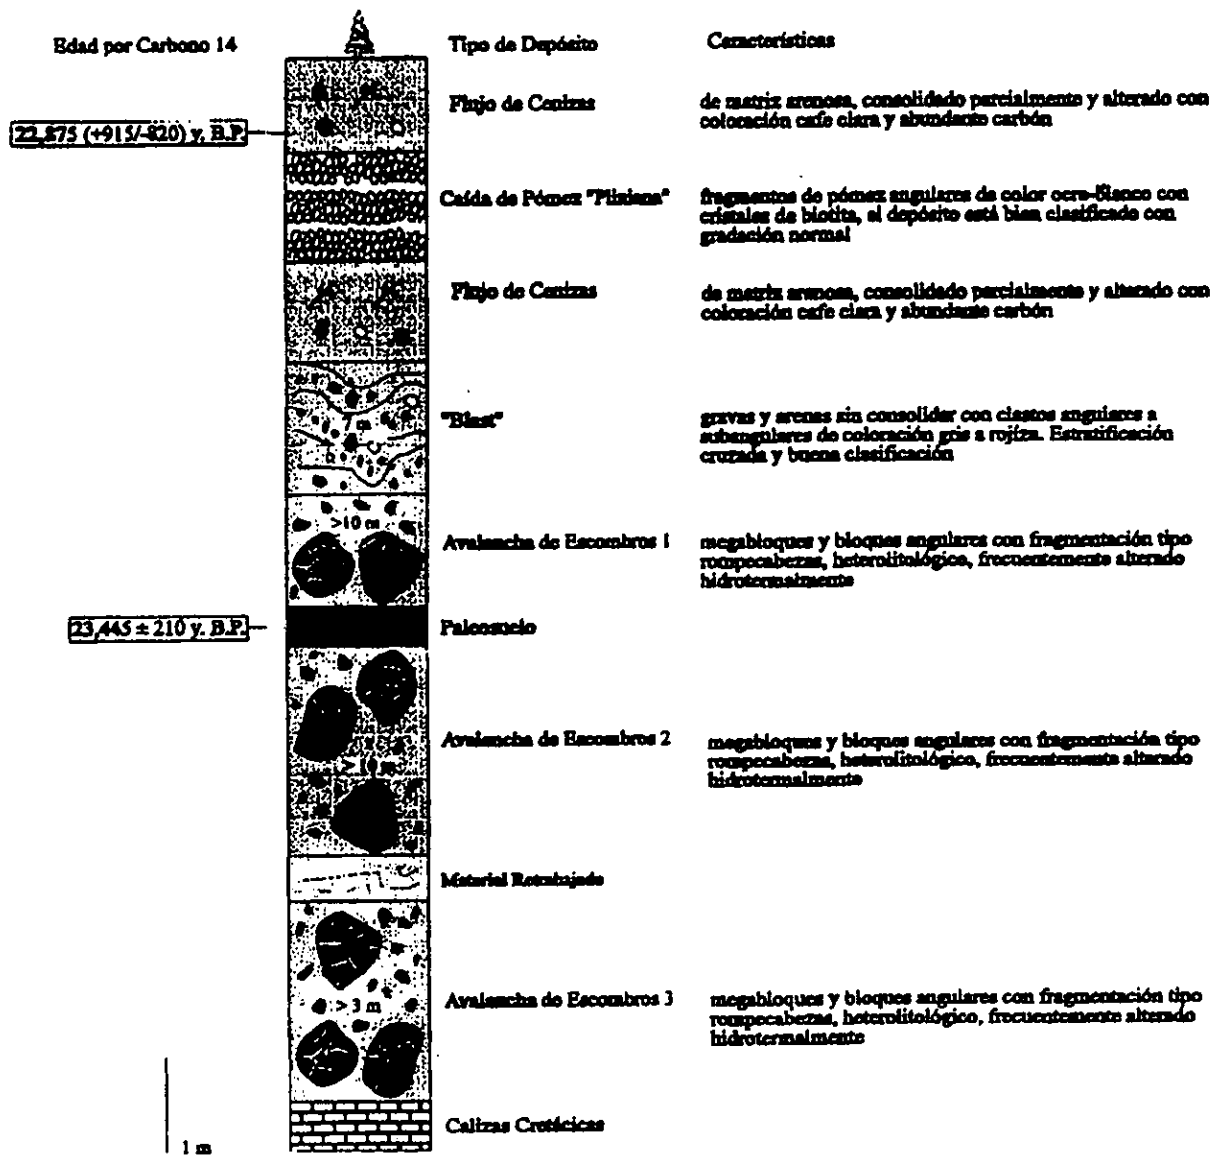 Edad por Carbono 14
Tipo de Depósito
Características
Flujo de Cenizas
de matriz arenosa, consolidado parcialmente y alterado con
coloración cafe clara y abundante carbón
22,875 (+915/-820) y. B.P.
Caída de Pómez "Pliniana"
fragmentos de pómez angulares de color ocre-blanco con
cristales de biotita, el depósito está bien clasificado con
gradación normal
Flujo de Cenizas
de matriz arenosa, consolidado parcialmente y alterado con
coloración cafe clara y abundante carbón
7 m
"Blast"
gravas y arenas sin consolidar con clastos angulares a
subangulares de coloración gris a rojíza. Estratificación
cruzada y buena clasificación
>10 m
Avalancha de Escombros 1
megabloques y bloques angulares con fragmentación tipo
rompecabezas, heterolitológico, frecuentemente alterado
hidrotermalmente
23,445 ± 210 y. B.P.
Paleosuelo
> 10 m
Avalancha de Escombros 2
megabloques y bloques angulares con fragmentación tipo
rompecabezas, heterolitológico, frecuentemente alterado
hidrotermalmente
Material Retrabajado
> 3 m
Avalancha de Escombros 3
megabloques y bloques angulares con fragmentación tipo
rompecabezas, heterolitológico, frecuentemente alterado
hidrotermalmente
Calizas Cretácicas
1 m